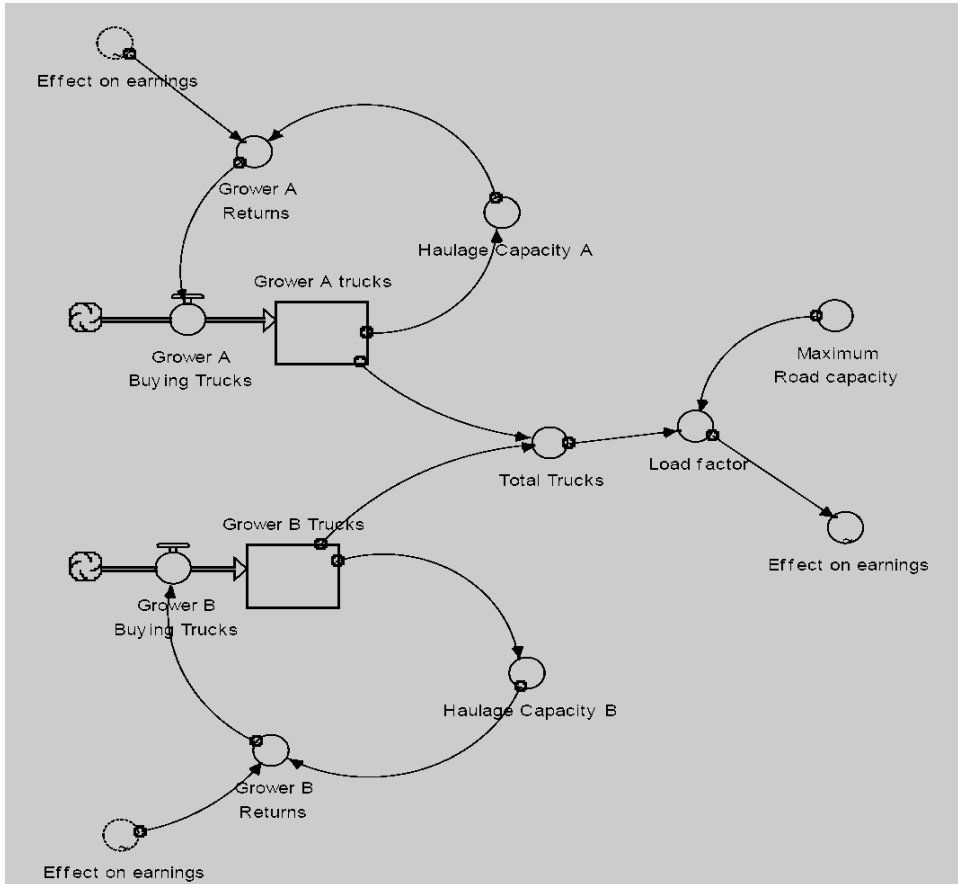 Effect on earnings
Grower A
Returns
Haulage Capacity A
Grower A trucks
Grower A
Buying Trucks
Maximum
Road capacity
Total Trucks
Load factor
Grower B Trucks
Effect on earnings
Grower B
Buying Trucks
Haulage Capacity B
Grower B
Returns
Effect on earnings